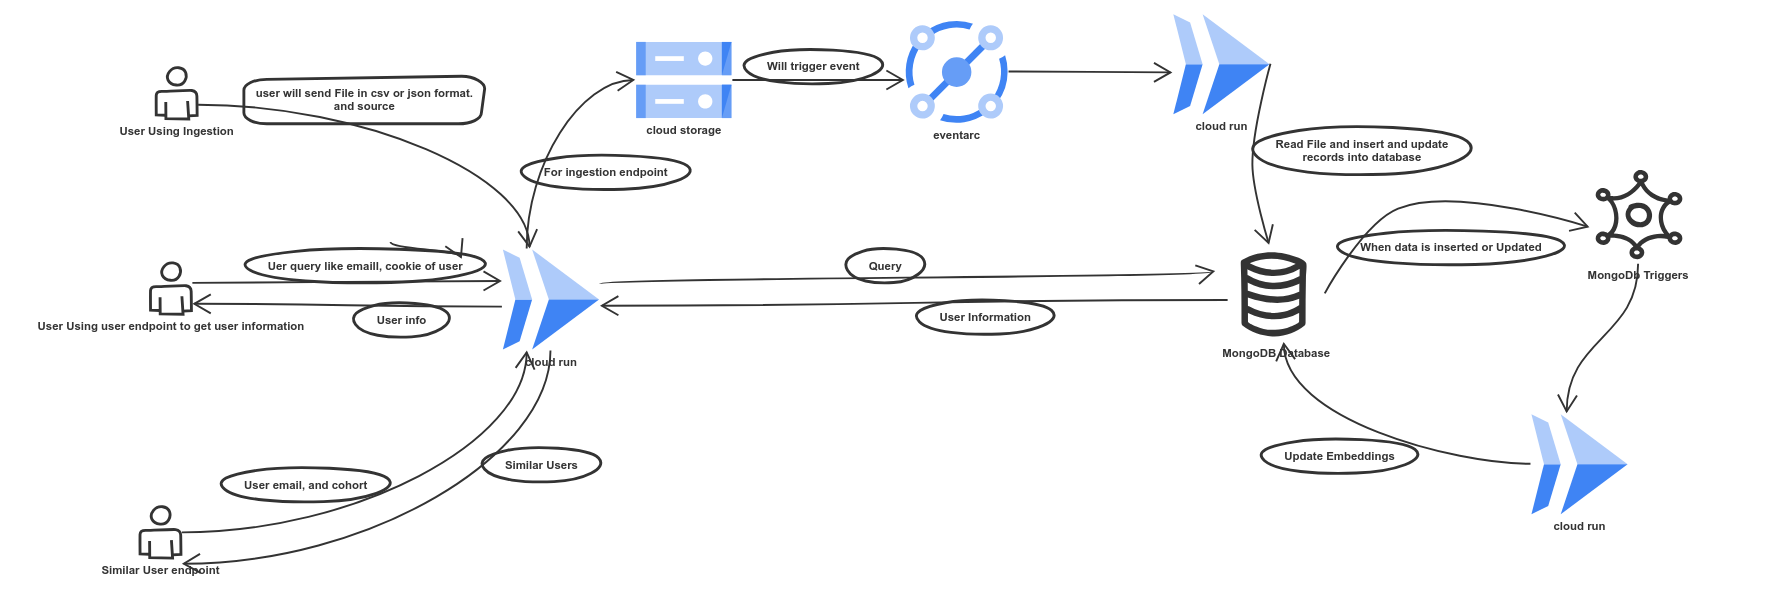 User Using Ingestion
user will send File in csv or json format.
and source
cloud storage
Will trigger event
eventarc
cloud run
For ingestion endpoint
Read File and insert and update
records into database
Uer query like emaill, cookie of user
User info
User Using user endpoint to get user information
cloud run
Query
User Information
MongoDB Database
When data is inserted or Updated
MongoDb Triggers
Update Embeddings
cloud run
Similar Users
User email, and cohort
Similar User endpoint